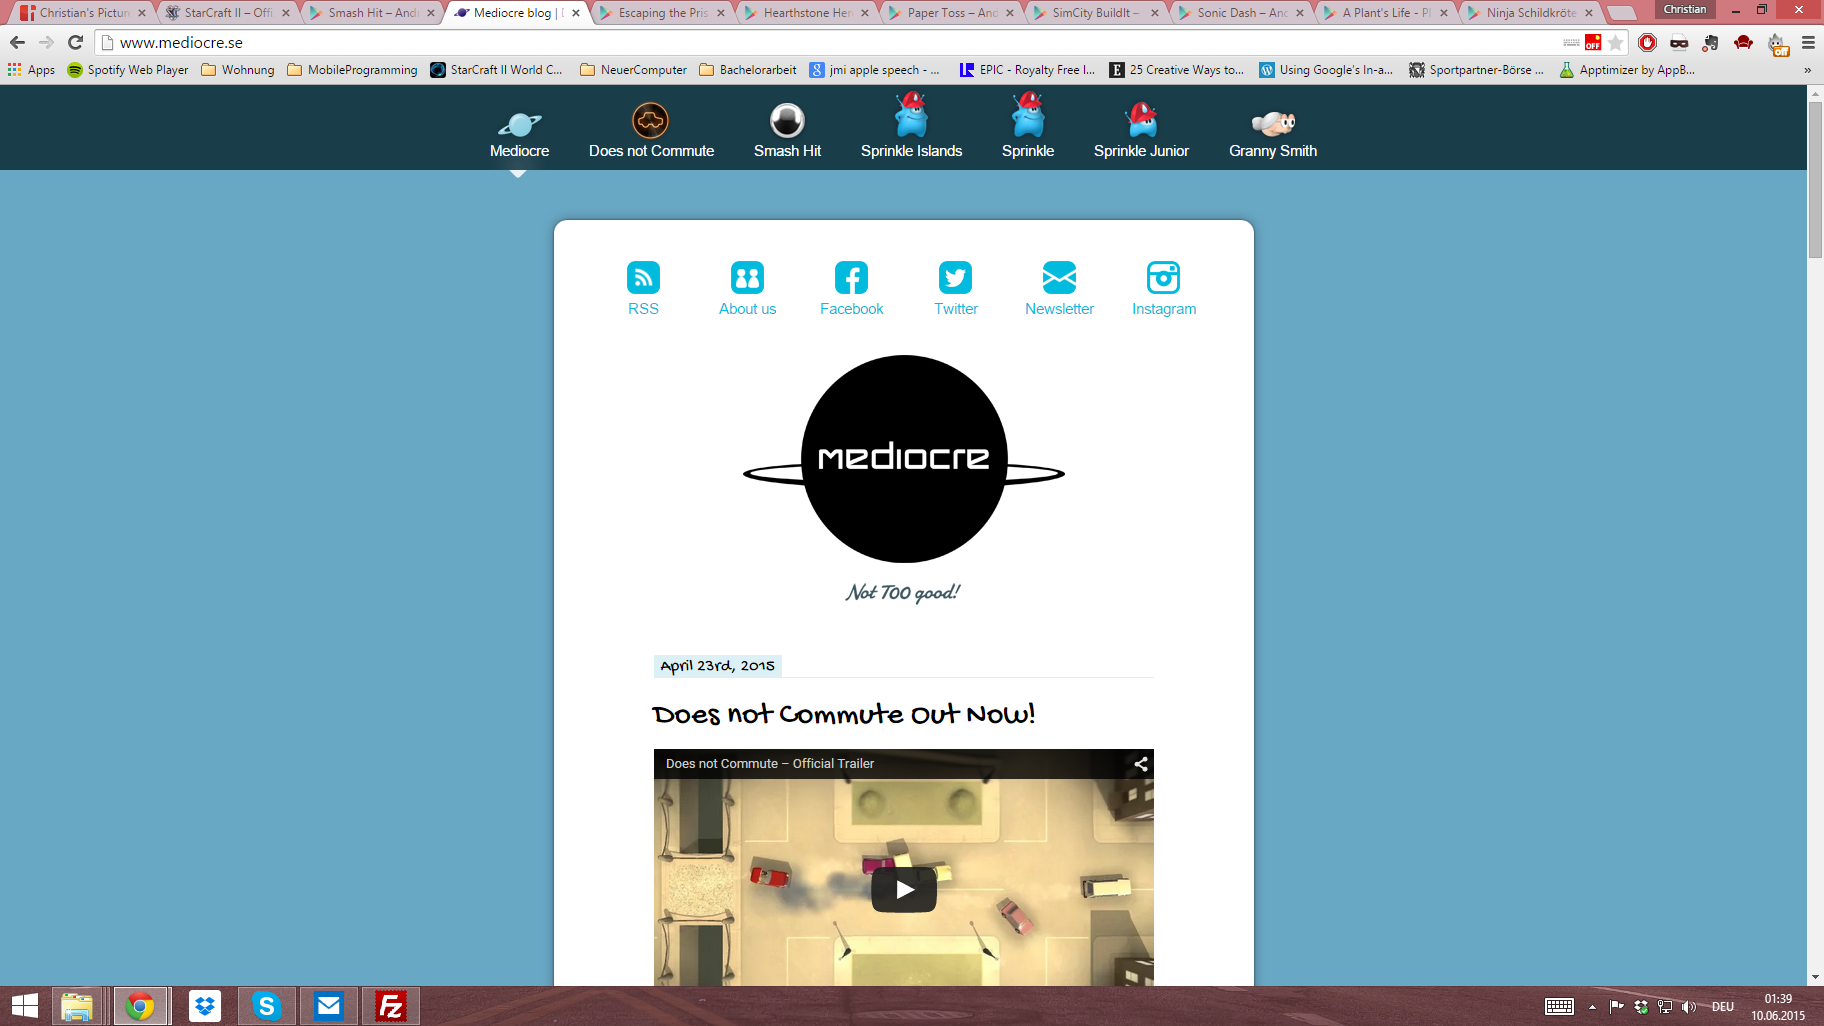 Christian's Pictur
StarCraft II – Offi
Smash Hit – And
Mediocre blog | D
Escaping the Pris
Hearthstone Her
Paper Toss – And
SimCity BuildIt –
Sonic Dash – And
A Plant's Life - Pl
Ninja Schildkröte
Christian
www.mediocre.se
OFF
off
Apps
Spotify Web Player
Wohnung
MobileProgramming
StarCraft II World C...
NeuerComputer
Bachelorarbeit
jmi apple speech - ...
EPIC - Royalty Free I...
25 Creative Ways to...
Using Google's In-a...
Sportpartner-Börse ...
Apptimizer by AppB...
»
Mediocre
Does not Commute
Smash Hit
Sprinkle Islands
Sprinkle
Sprinkle Junior
Granny Smith
RSS
About us
Facebook
Twitter
Newsletter
Instagram
mediocre
Not TOO good!
April 23rd, 2015
Does not Commute Out Now!
Does not Commute – Official Trailer
DEU
01:39
10.06.2015